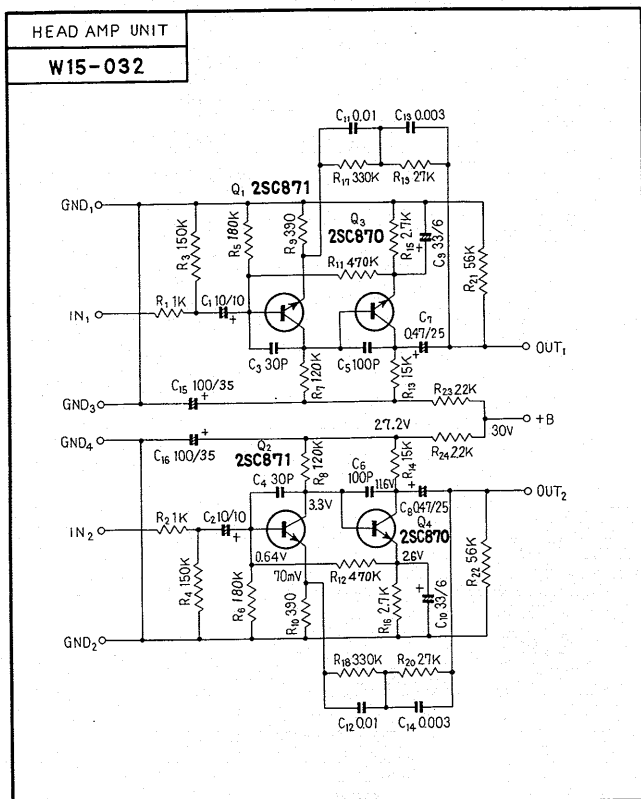 HEAD AMP UNIT
W15-032
C11 0.01
C13 0.003
R17 330K
R19 27K
Q1 2SC871
GND1
R3 150K
R5 180K
R9 390
Q3
2SC870
R15 2.7K
C9 33/6
R11 470K
R21 56K
IN1
R1 1K
C1 10/10
C7
0.47/25
OUT1
C3 30P
C5 100P
R7 120K
R13 15K
C15 100/35
R23 22K
GND3
+B
GND4
27.2V
30V
C16 100/35
Q2
2SC871
R8 120K
C6
100P
R14 15K
R24 2.2K
C4 30P
11.6V
3.3V
C8 0.47/25
OUT2
IN2
R2 1K
C2 10/10
Q4
2SC870
0.64V
2.6V
70mV
R12 470K
R4 150K
R6 180K
R10 390
R16 2.7K
C10 33/6
R22 56K
GND2
R18 330K
R20 27K
C12 0.01
C14 0.003